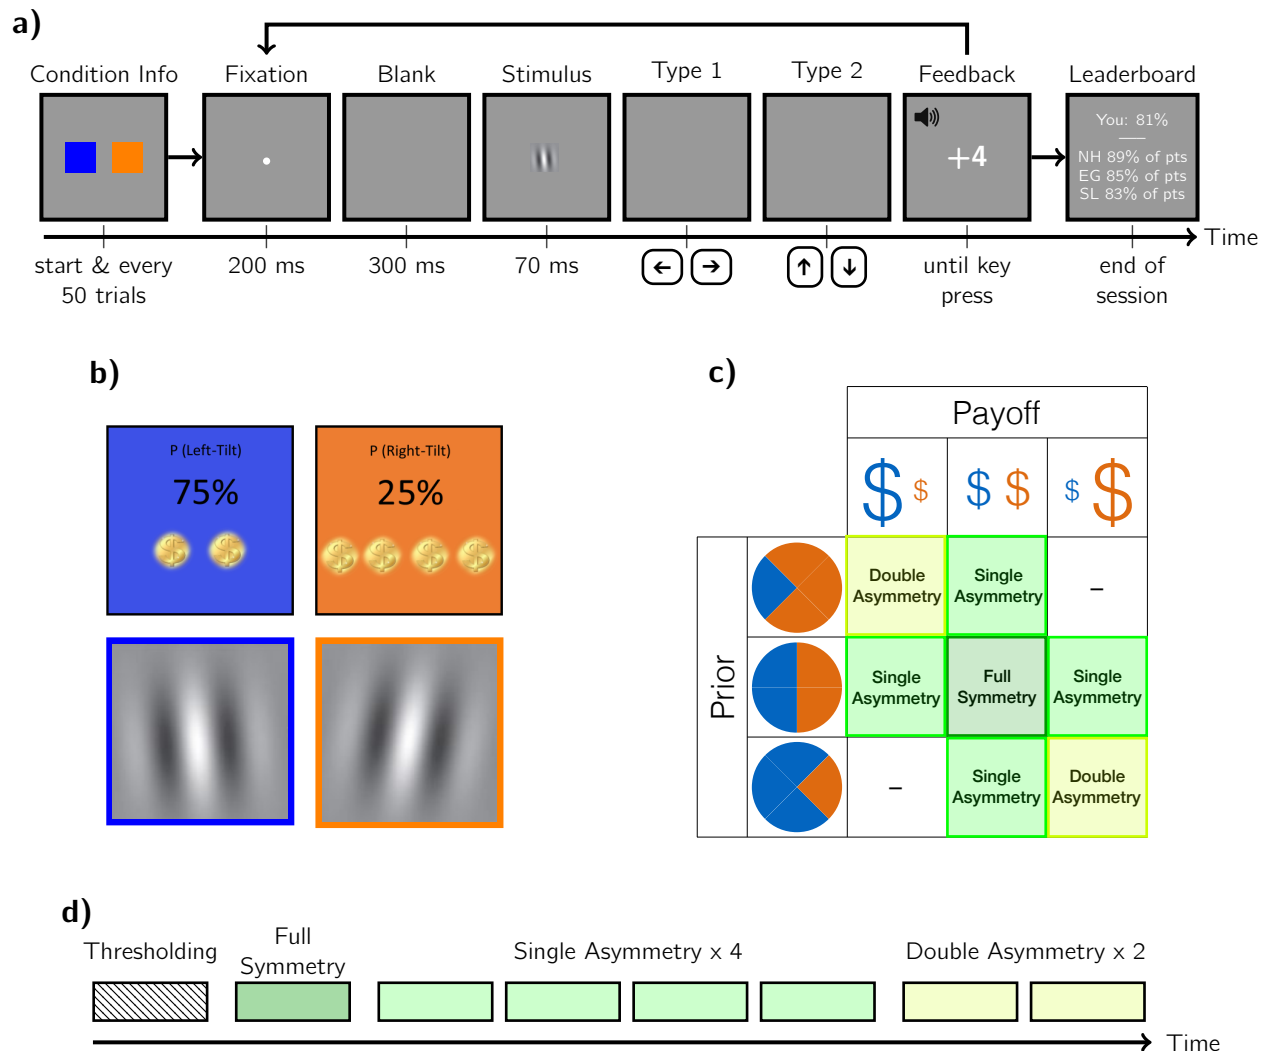 a)
Condition Info
Fixation
Blank
Stimulus
Type 1
Type 2
Feedback
Leaderboard
+4
You: 81%
NH 89% of pts
EG 85% of pts
SL 83% of pts
Time
start & every
50 trials
200 ms
300 ms
70 ms
← →
↑ ↓
until key
press
end of
session
b)
P (Left-Tilt)
75%
P (Right-Tilt)
25%
c)
Payoff
$ $
$ $
$ $
Prior
Double
Asymmetry
Single
Asymmetry
–
Single
Asymmetry
Full
Symmetry
Single
Asymmetry
–
Single
Asymmetry
Double
Asymmetry
d)
Thresholding
Full
Symmetry
Single Asymmetry x 4
Double Asymmetry x 2
Time